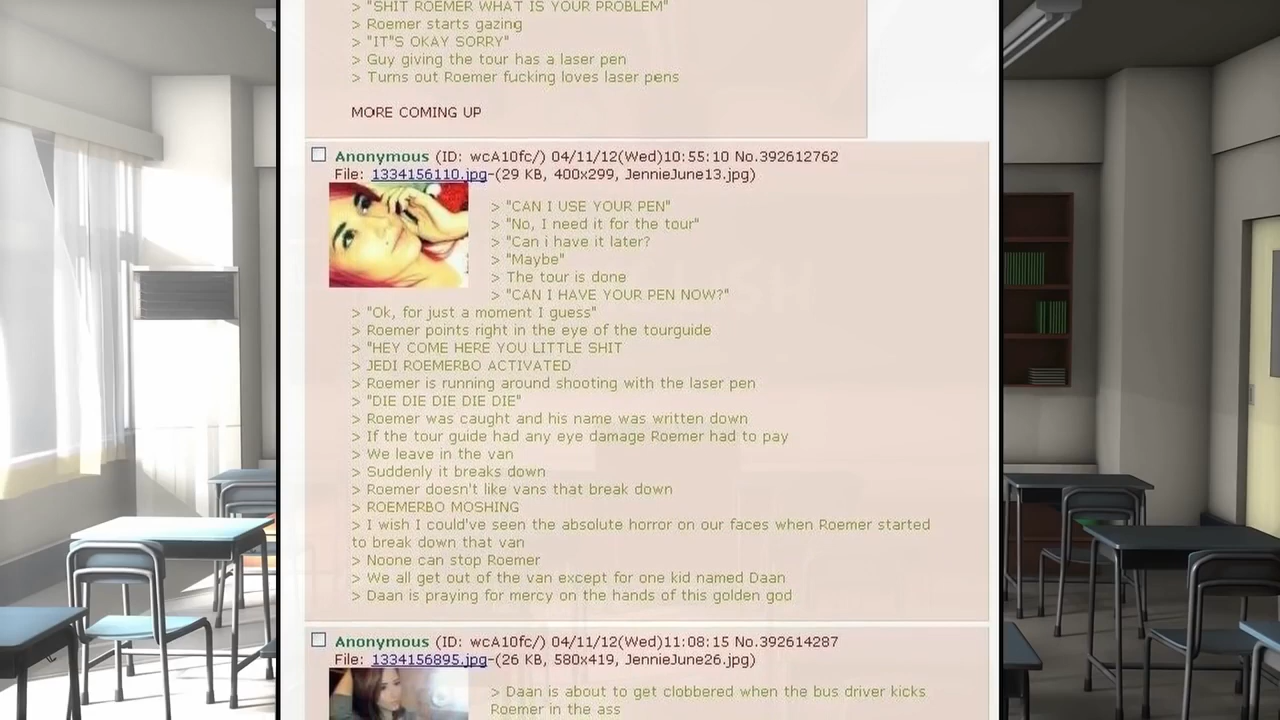 > "SHIT ROEMER WHAT IS YOUR PROBLEM"
> Roemer starts gazing
> "IT"S OKAY SORRY"
> Guy giving the tour has a laser pen
> Turns out Roemer fucking loves laser pens
MORE COMING UP
Anonymous (ID: wcA10fc/) 04/11/12(Wed)10:55:10 No.392612762
File: 1334156110.jpg-(29 KB, 400x299, JennieJune13.jpg)
> "CAN I USE YOUR PEN"
> "No, I need it for the tour"
> "Can i have it later?
> "Maybe"
> The tour is done
> "CAN I HAVE YOUR PEN NOW?"
> "Ok, for just a moment I guess"
> Roemer points right in the eye of the tourguide
> "HEY COME HERE YOU LITTLE SHIT
> JEDI ROEMERBO ACTIVATED
> Roemer is running around shooting with the laser pen
> "DIE DIE DIE DIE DIE"
> Roemer was caught and his name was written down
> If the tour guide had any eye damage Roemer had to pay
> We leave in the van
> Suddenly it breaks down
> Roemer doesn't like vans that break down
> ROEMERBO MOSHING
> I wish I could've seen the absolute horror on our faces when Roemer started
to break down that van
> Noone can stop Roemer
> We all get out of the van except for one kid named Daan
> Daan is praying for mercy on the hands of this golden god
Anonymous (ID: wcA10fc/) 04/11/12(Wed)11:08:15 No.392614287
File: 1334156895.jpg-(26 KB, 580x419, JennieJune26.jpg)
> Daan is about to get clobbered when the bus driver kicks
Roemer in the ass